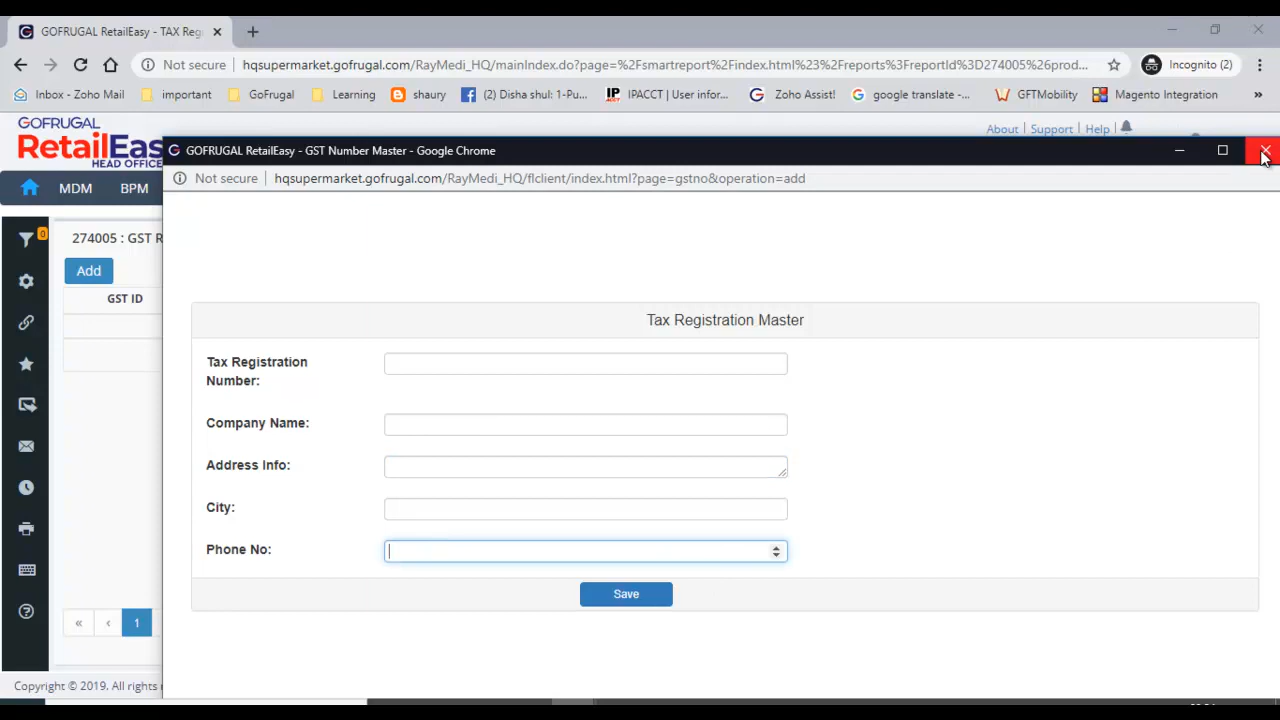 GOFRUGAL RetailEasy - TAX Reg
Not secure hqsupermarket.gofrugal.com/RayMedi_HQ/mainIndex.do?page=%2Fsmartreport%2Findex.html%23%2Freports%3FreportId%3D274005%26prod... Incognito (2)
Inbox - Zoho Mail important GoFrugal Learning shaury (2) Disha shul: 1-Pu... IP IPACCT | User infor... Zoho Assist! google translate -... GFTMobility Magento Integration »
GOFRUGAL
RetailEas
HEAD OFFICE
About | Support | Help
GOFRUGAL RetailEasy - GST Number Master - Google Chrome
MDM BPM
Not secure hqsupermarket.gofrugal.com/RayMedi_HQ/flclient/index.html?page=gstno&operation=add
0
274005 : GST R
Add
GST ID
Tax Registration Master
Tax Registration
Number:
Company Name:
Address Info:
City:
Phone No:
Save
« ‹ 1
Copyright © 2019. All rights